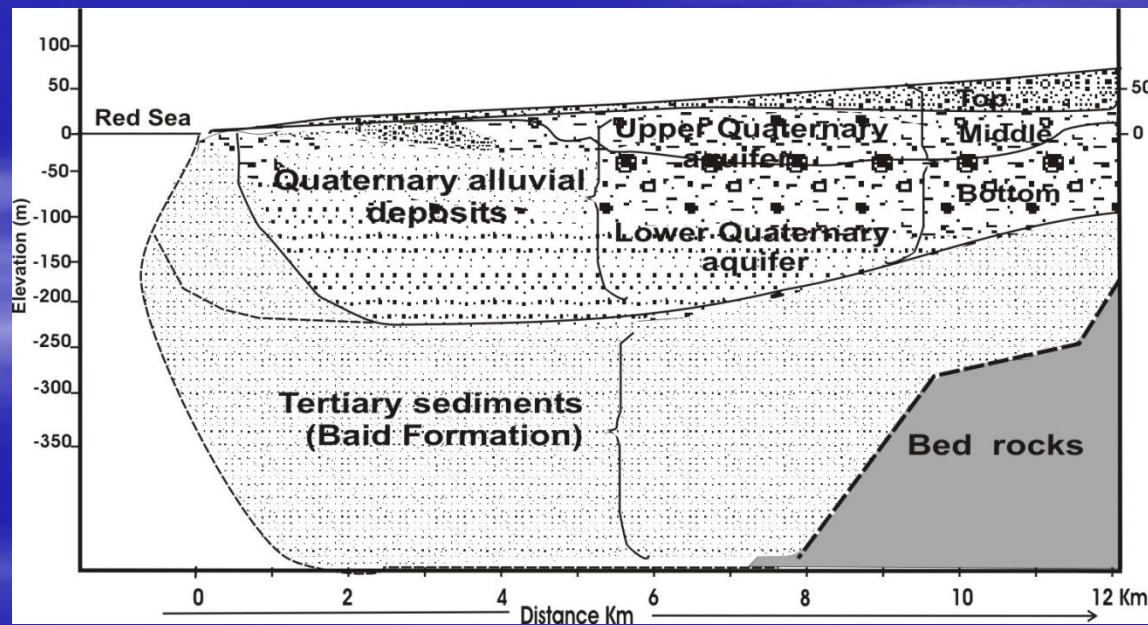 100
50
Red Sea
0
-50
-100
-150
-200
-250
-300
-350
Elevation (m)
Top
50
Upper Quaternary
aquifer
Middle
0
Quaternary alluvial
deposits
Bottom
Lower Quaternary
aquifer
Tertiary sediments
(Baid Formation)
Bed rocks
0 2 4 6 8 10 12 Km
Distance Km